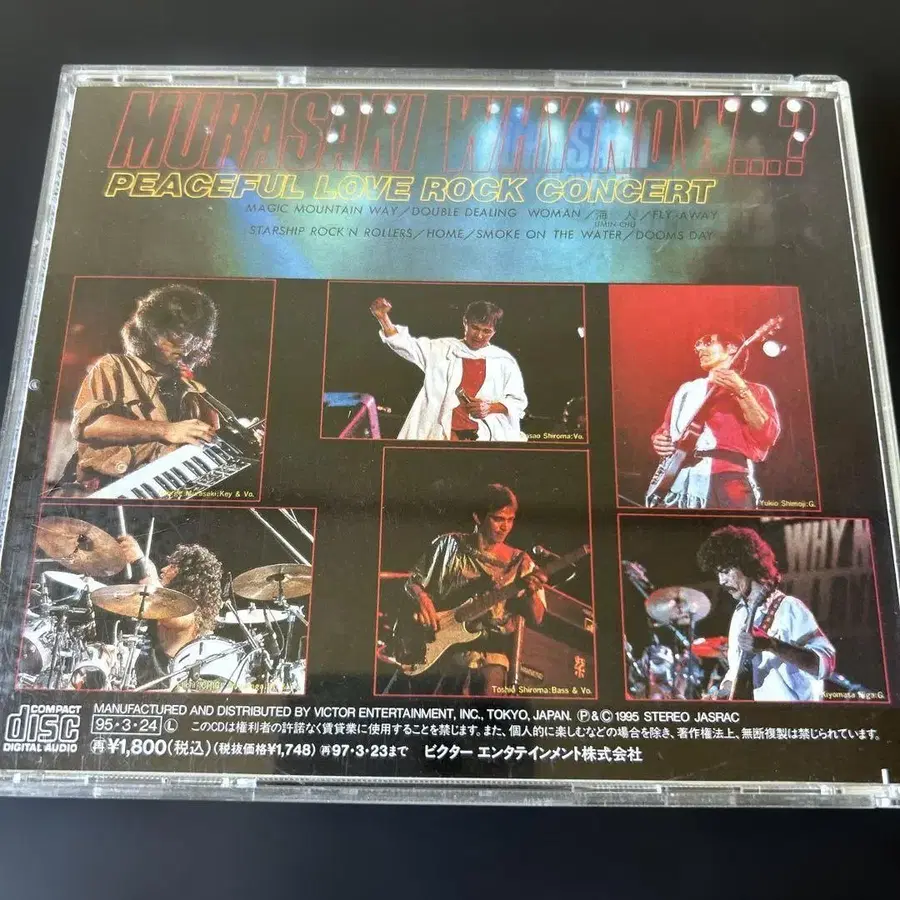 MURASAKI WHY NOW...?
PEACEFUL LOVE ROCK CONCERT
MAGIC MOUNTAIN WAY/DOUBLE DEALING WOMAN/海人/FLY-AWAY
STARSHIP ROCK'N ROLLERS/HOME/SMOKE ON THE WATER/DOOMS DAY
Murasaki:Key & Vo.
Shiroma:Vo.
Yukio Shimoji:G.
WHY
Toshio Shiroma:Bass & Vo.
Kiyomasa Higa:G.
COMPACT
disc
DIGITAL AUDIO
MANUFACTURED AND DISTRIBUTED BY VICTOR ENTERTAINMENT, INC., TOKYO, JAPAN. Ⓟ&Ⓒ 1995 STEREO JASRAC
95·3·24 Ⓛ このCDは権利者の許諾なく賃貸業に使用することを禁じます。また、個人的に楽しむなどの場合を除き、著作権法上、無断複製は禁じられています。
再¥1,800(税込)(税抜価格¥1,748)再97·3·23まで ビクター エンタテインメント株式会社